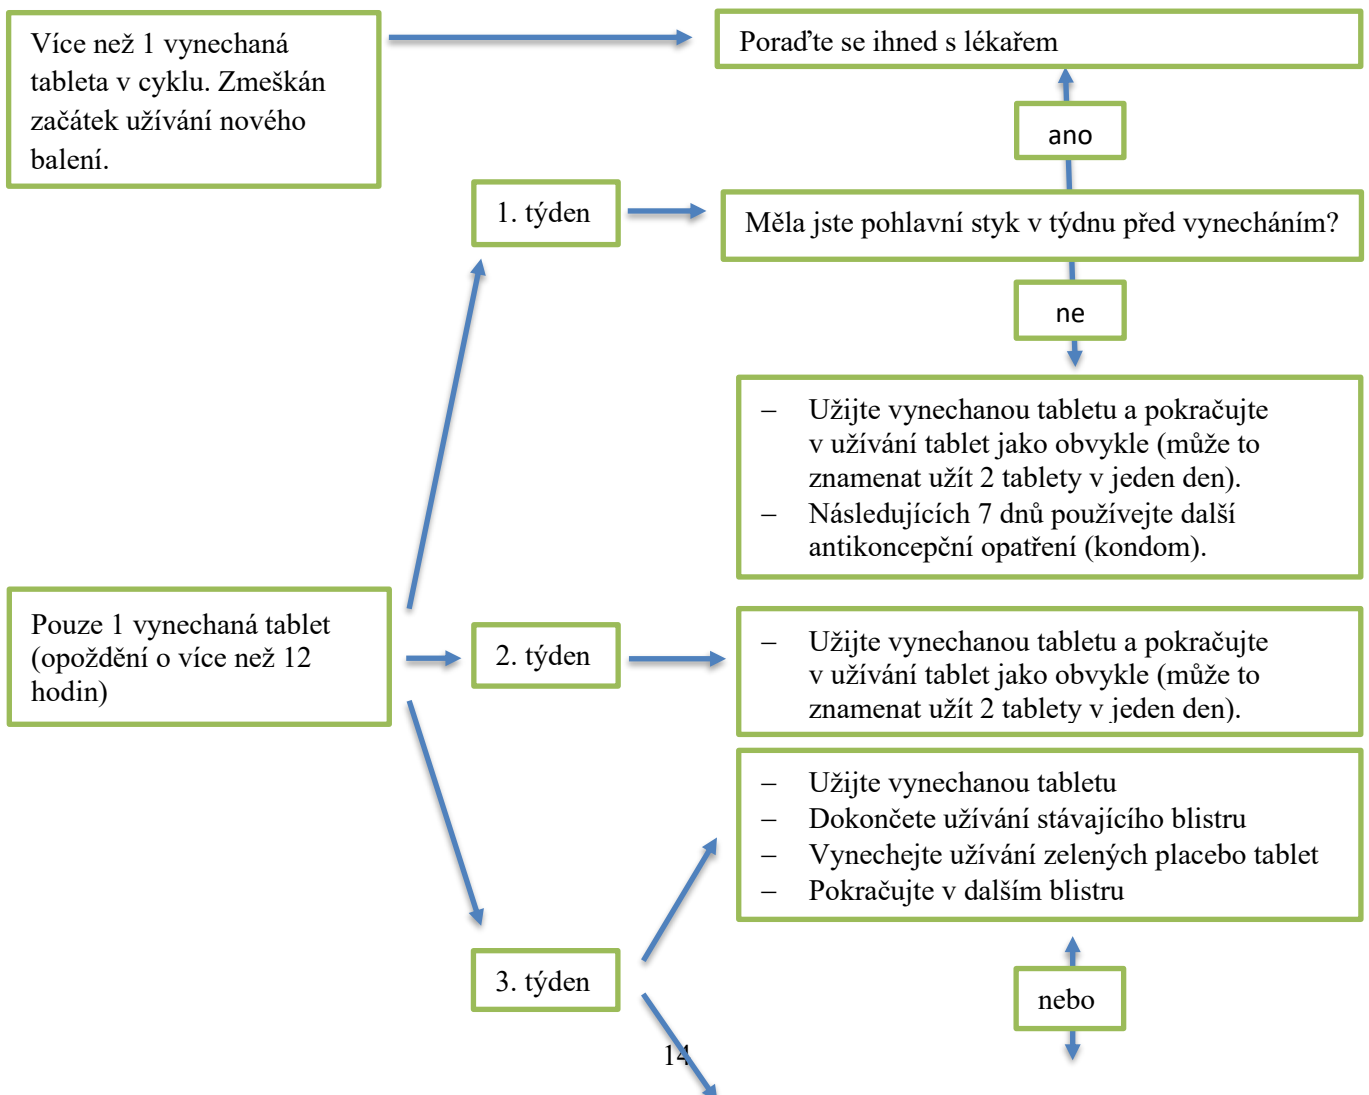 Více než 1 vynechaná
tableta v cyklu. Zmeškán
začátek užívání nového
balení.
Poraďte se ihned s lékařem
ano
1. týden
Měla jste pohlavní styk v týdnu před vynecháním?
ne
– Užijte vynechanou tabletu a pokračujte
v užívání tablet jako obvykle (může to
znamenat užít 2 tablety v jeden den).
– Následujících 7 dnů používejte další
antikoncepční opatření (kondom).
Pouze 1 vynechaná tablet
(opoždění o více než 12
hodin)
2. týden
– Užijte vynechanou tabletu a pokračujte
v užívání tablet jako obvykle (může to
znamenat užít 2 tablety v jeden den).
– Užijte vynechanou tabletu
– Dokončete užívání stávajícího blistru
– Vynechejte užívání zelených placebo tablet
– Pokračujte v dalším blistru
3. týden
nebo
14